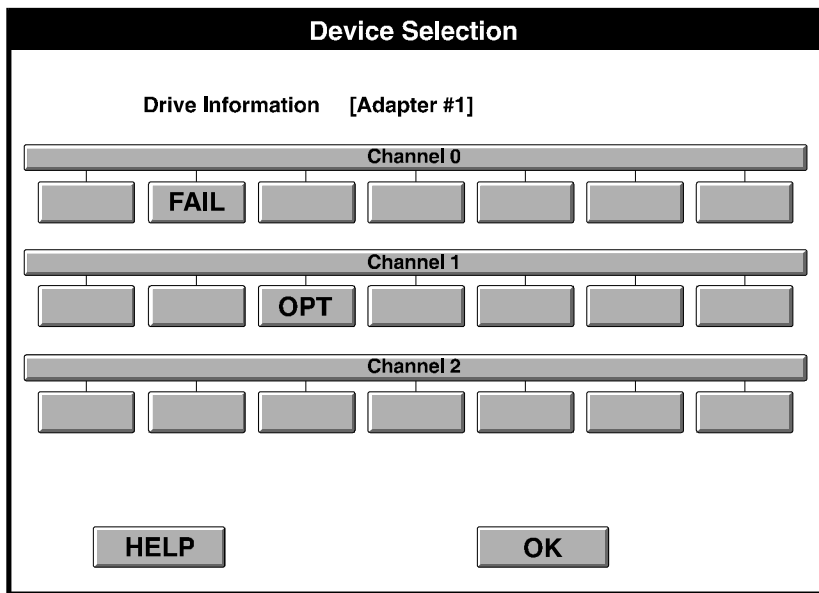 Device Selection
Drive Information [Adapter #1]
Channel 0
FAIL
Channel 1
OPT
Channel 2
HELP OK